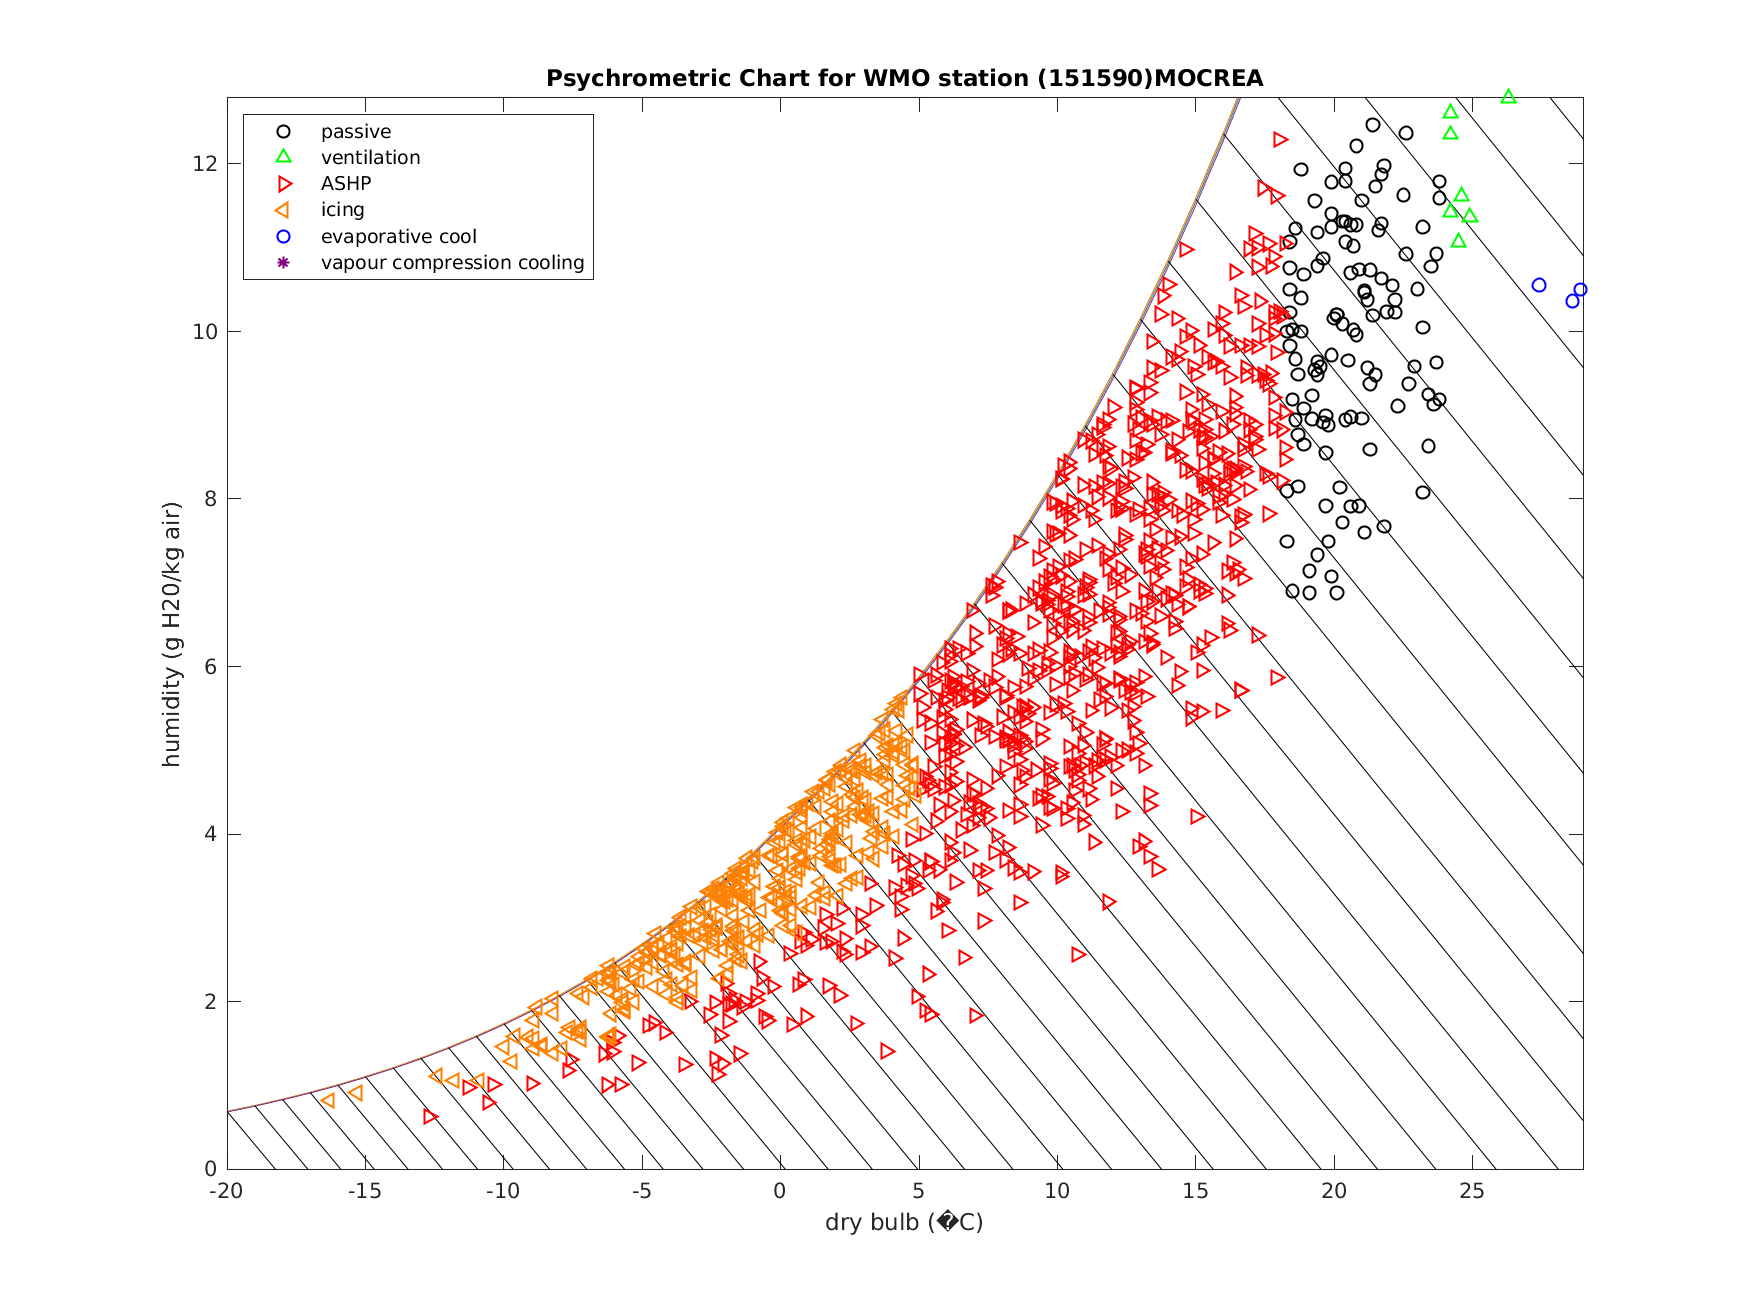 Psychrometric Chart for WMO station (151590)MOCREA
passive
ventilation
ASHP
icing
evaporative cool
vapour compression cooling
12
10
8
6
4
2
0
humidity (g H20/kg air)
-20 -15 -10 -5 0 5 10 15 20 25
dry bulb (�C)